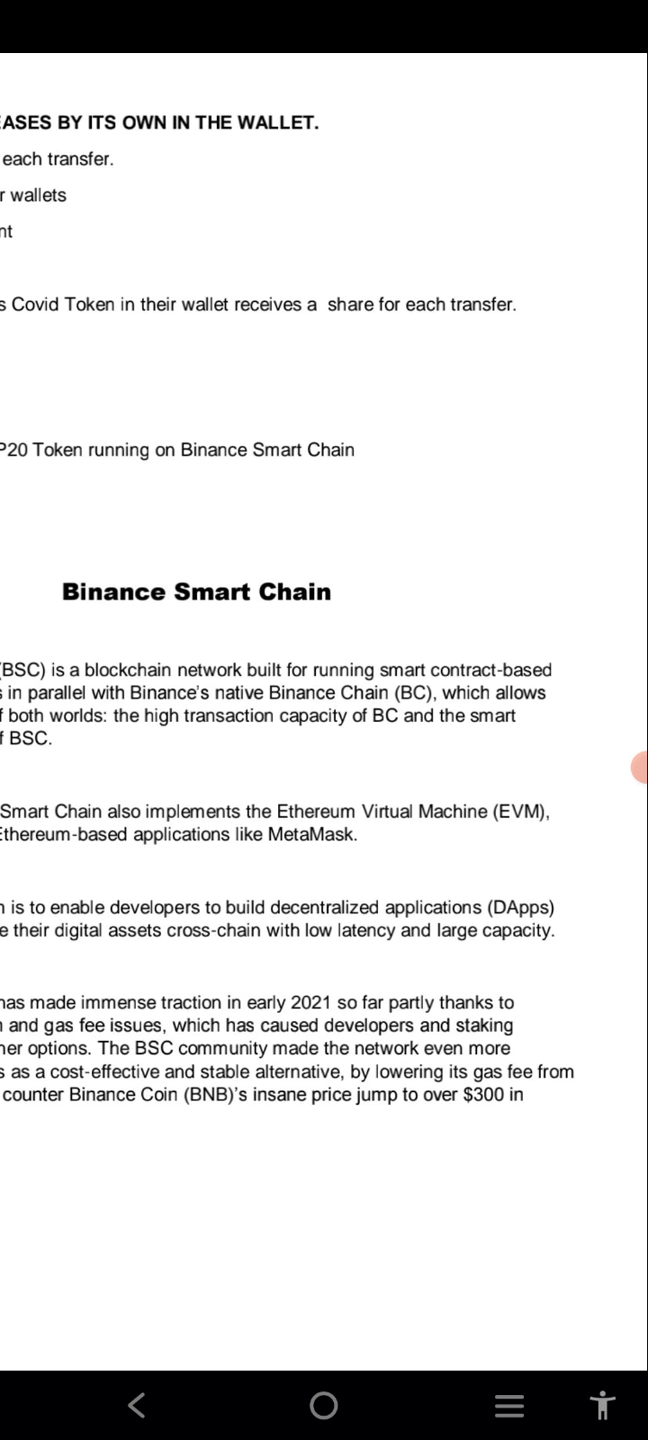 EASES BY ITS OWN IN THE WALLET.
each transfer.
r wallets
nt
s Covid Token in their wallet receives a share for each transfer.
P20 Token running on Binance Smart Chain
Binance Smart Chain
(BSC) is a blockchain network built for running smart contract-based
s in parallel with Binance's native Binance Chain (BC), which allows
f both worlds: the high transaction capacity of BC and the smart
f BSC.
Smart Chain also implements the Ethereum Virtual Machine (EVM),
Ethereum-based applications like MetaMask.
n is to enable developers to build decentralized applications (DApps)
e their digital assets cross-chain with low latency and large capacity.
has made immense traction in early 2021 so far partly thanks to
n and gas fee issues, which has caused developers and staking
her options. The BSC community made the network even more
s as a cost-effective and stable alternative, by lowering its gas fee from
counter Binance Coin (BNB)'s insane price jump to over $300 in